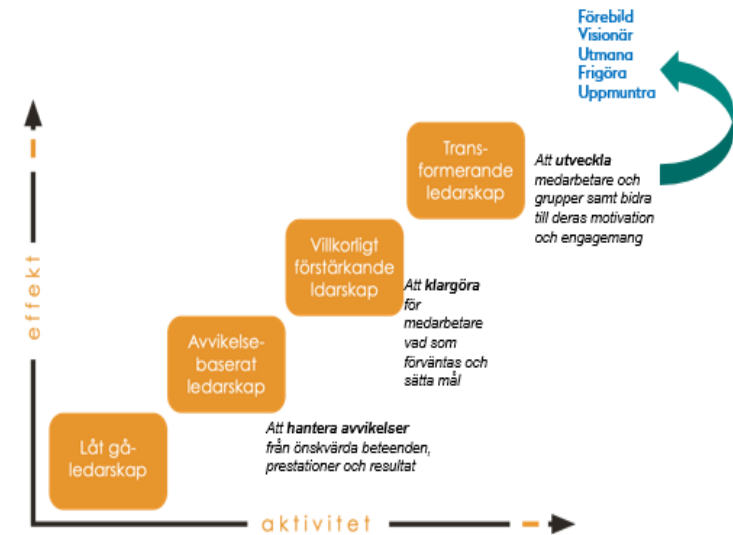 Förebild
Visionär
Utmana
Frigöra
Uppmuntra
Trans-
formerande
ledarskap
Att utveckla
medarbetare och
grupper samt bidra
till deras motivation
och engagemang
Villkorligt
förstärkande
ldarskap
Att klargöra
för
medarbetare
vad som
förväntas och
sätta mål
Avvikelse-
baserat
ledarskap
Att hantera avvikelser
från önskvärda beteenden,
prestationer och resultat
Låt gå-
ledarskap
effekt
aktivitet